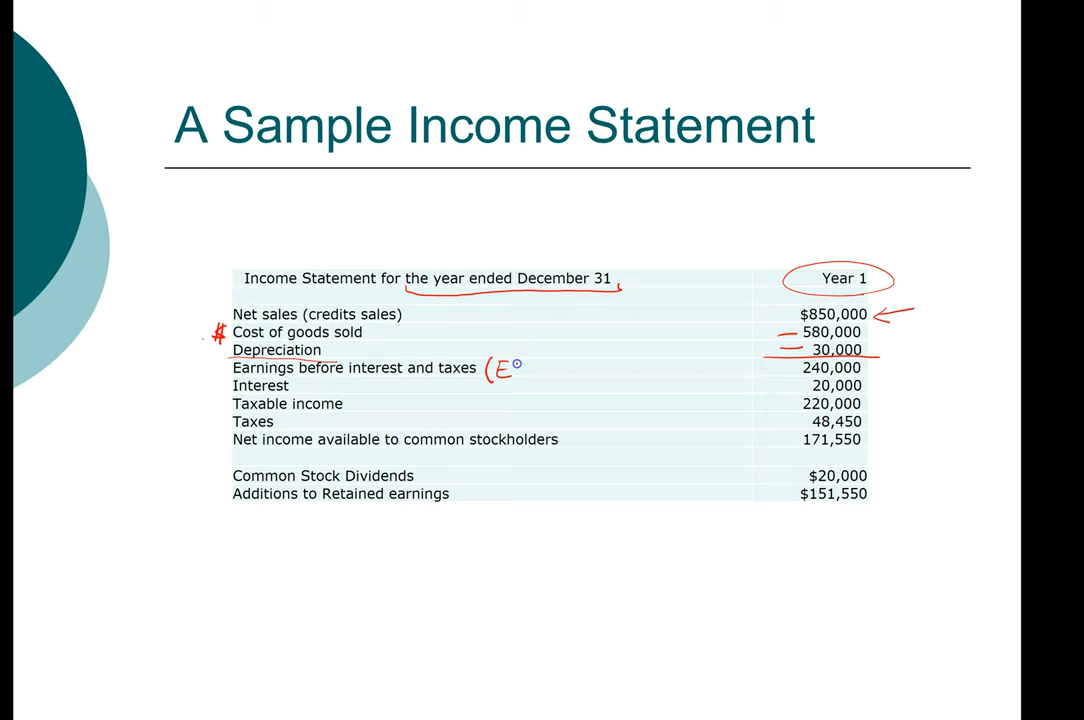 A Sample Income Statement
Income Statement for the year ended December 31 Year 1
Net sales (credits sales) $850,000
$ Cost of goods sold 580,000
Depreciation 30,000
Earnings before interest and taxes (E 240,000
Interest 20,000
Taxable income 220,000
Taxes 48,450
Net income available to common stockholders 171,550
Common Stock Dividends $20,000
Additions to Retained earnings $151,550